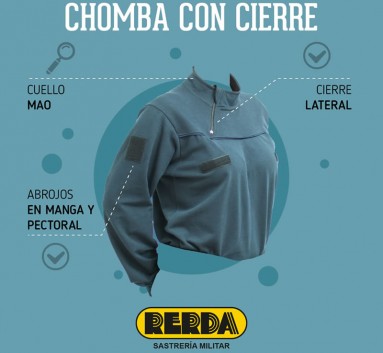 CHOMBA CON CIERRE
CUELLO
MAO
CIERRE
LATERAL
ABROJOS
EN MANGA Y
PECTORAL
RERDA
SASTRERÍA MILITAR